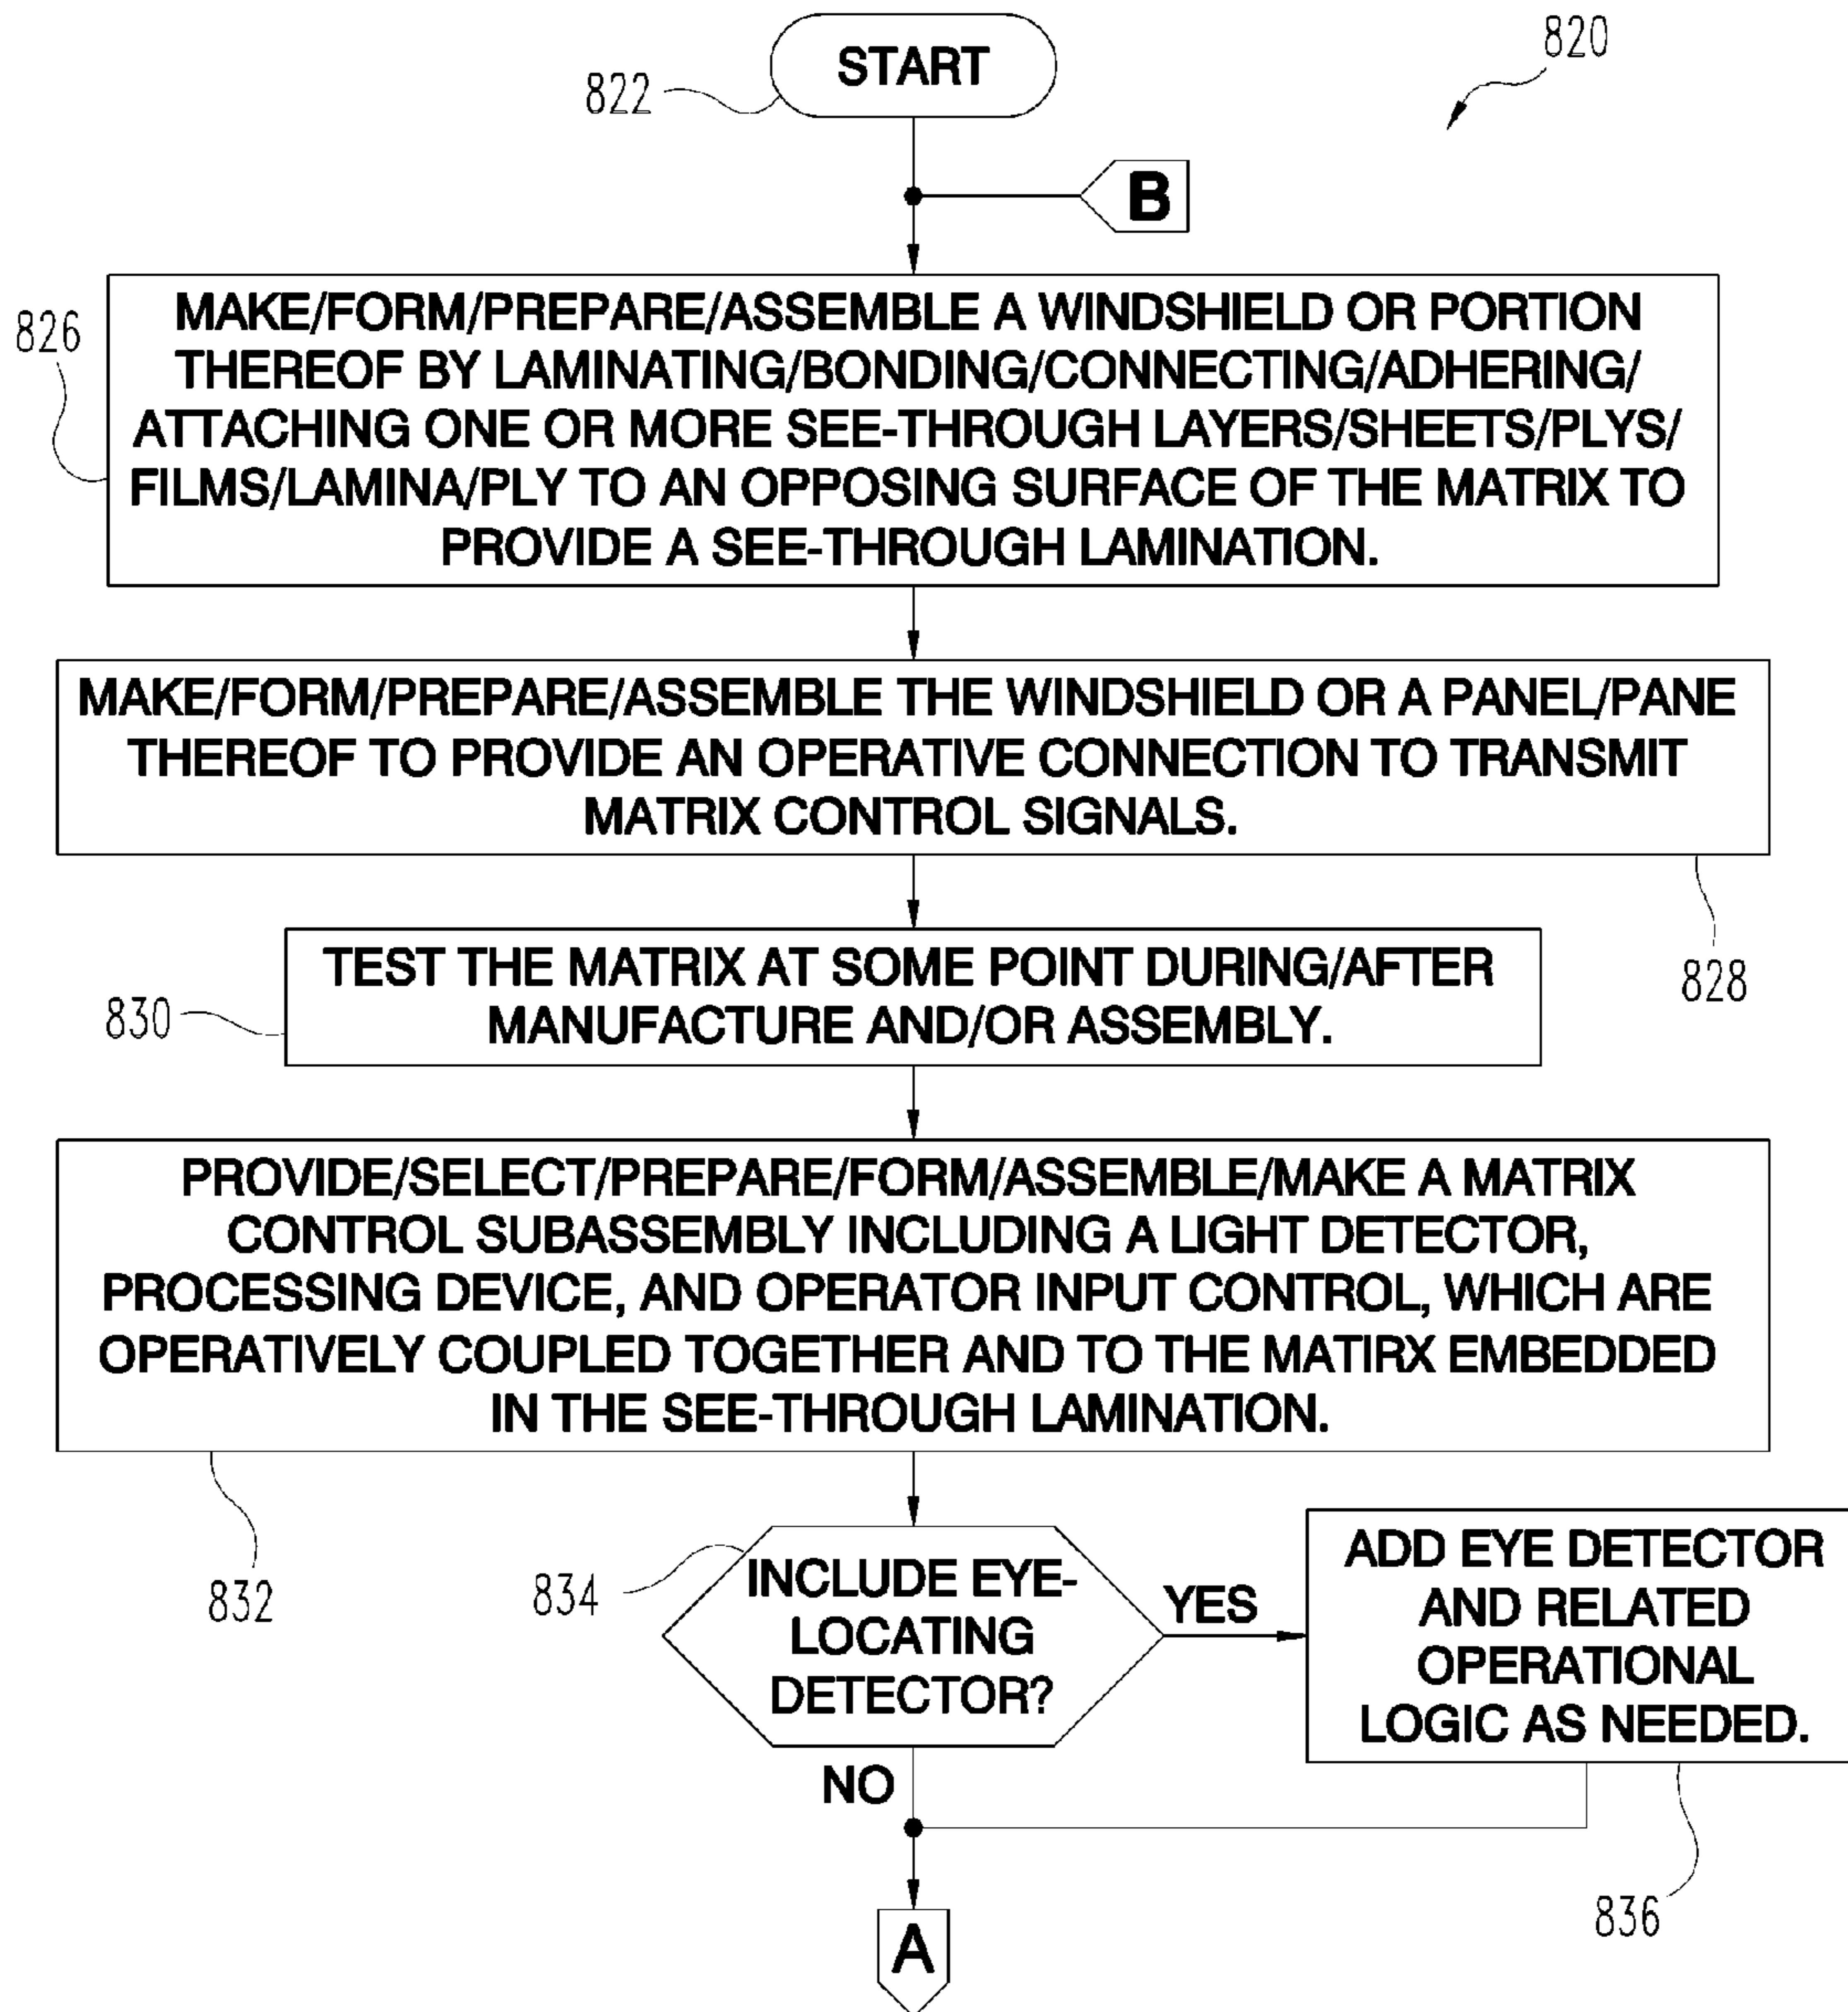 START
820
822
B
826
MAKE/FORM/PREPARE/ASSEMBLE A WINDSHIELD OR PORTION
THEREOF BY LAMINATING/BONDING/CONNECTING/ADHERING/
ATTACHING ONE OR MORE SEE-THROUGH LAYERS/SHEETS/PLYS/
FILMS/LAMINA/PLY TO AN OPPOSING SURFACE OF THE MATRIX TO
PROVIDE A SEE-THROUGH LAMINATION.
MAKE/FORM/PREPARE/ASSEMBLE THE WINDSHIELD OR A PANEL/PANE
THEREOF TO PROVIDE AN OPERATIVE CONNECTION TO TRANSMIT
MATRIX CONTROL SIGNALS.
828
TEST THE MATRIX AT SOME POINT DURING/AFTER
MANUFACTURE AND/OR ASSEMBLY.
830
PROVIDE/SELECT/PREPARE/FORM/ASSEMBLE/MAKE A MATRIX
CONTROL SUBASSEMBLY INCLUDING A LIGHT DETECTOR,
PROCESSING DEVICE, AND OPERATOR INPUT CONTROL, WHICH ARE
OPERATIVELY COUPLED TOGETHER AND TO THE MATIRX EMBEDDED
IN THE SEE-THROUGH LAMINATION.
832
834
INCLUDE EYE-
LOCATING
DETECTOR?
YES
ADD EYE DETECTOR
AND RELATED
OPERATIONAL
LOGIC AS NEEDED.
NO
836
A